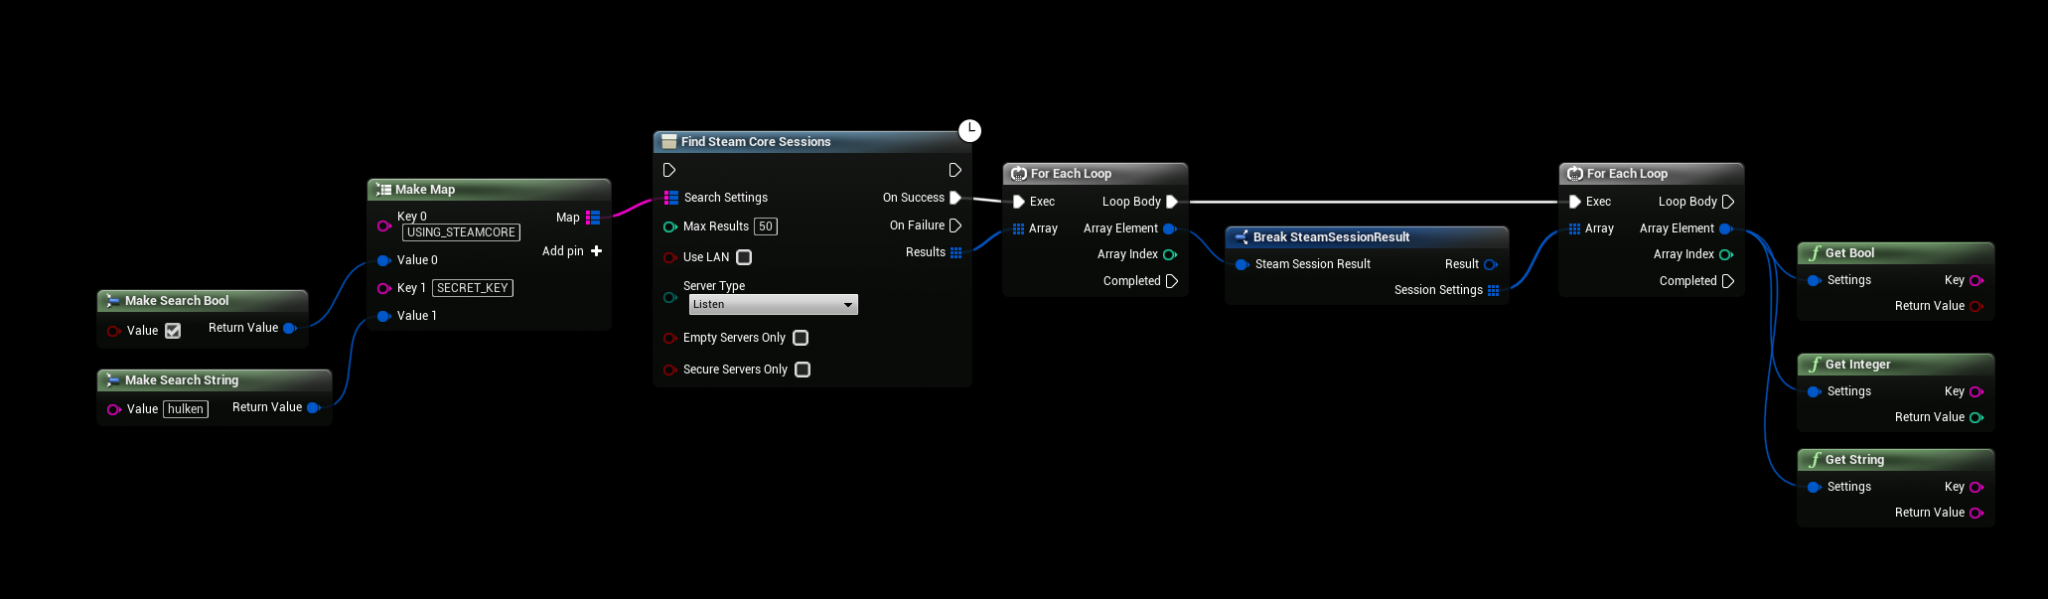 Make Search Bool
Value
Return Value
Make Search String
Value hulken
Return Value
Make Map
Key 0
USING_STEAMCORE
Map
Add pin
Value 0
Key 1 SECRET_KEY
Value 1
Find Steam Core Sessions
Search Settings
On Success
Max Results 50
On Failure
Results
Use LAN
Server Type
Listen
Empty Servers Only
Secure Servers Only
For Each Loop
Exec
Loop Body
Array
Array Element
Array Index
Completed
Break SteamSessionResult
Steam Session Result
Result
Session Settings
For Each Loop
Exec
Loop Body
Array
Array Element
Array Index
Completed
f Get Bool
Settings
Key
Return Value
f Get Integer
Settings
Key
Return Value
f Get String
Settings
Key
Return Value